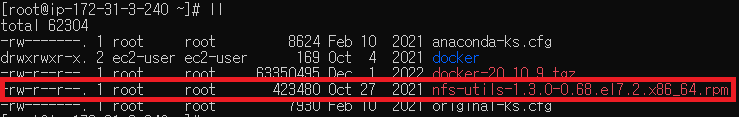 [root@ip-172-31-3-240 ~]# ll
total 62304
-rw-------. 1 root     root         8624 Feb 10  2021 anaconda-ks.cfg
drwxrwxr-x. 2 ec2-user ec2-user      169 Oct  4  2021 docker
-rw-r--r--. 1 root     root     63350495 Dec  1  2022 docker-20.10.9.tgz
-rw-r--r--. 1 root     root       423480 Oct 27  2021 nfs-utils-1.3.0-0.68.el7.2.x86_64.rpm
-rw-------. 1 root     root         7930 Feb 10  2021 original-ks.cfg